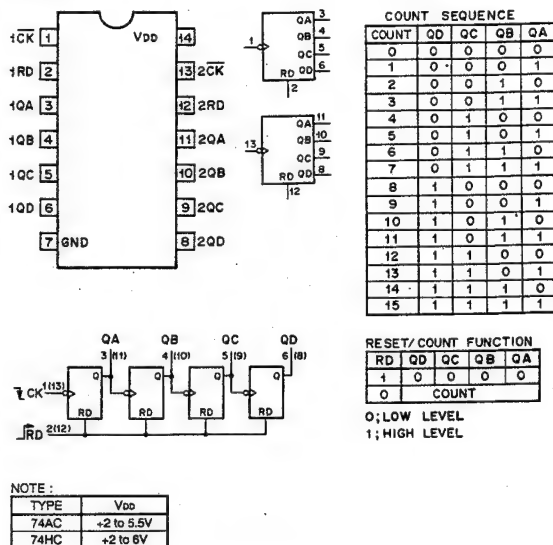 1C̅K̅ 1 VDD 14
1RD 2 13 2C̅K̅
1QA 3 12 2RD
1QB 4 11 2QA
1QC 5 10 2QB
1QD 6 9 2QC
7 GND 8 2QD
1 QA 3
QB 4
QC 5
RD QD 6
2
13 QA 11
QB 10
QC 9
RD QD 8
12
COUNT SEQUENCE
COUNT QD QC QB QA
0 0 0 0 0
1 0 0 0 1
2 0 0 1 0
3 0 0 1 1
4 0 1 0 0
5 0 1 0 1
6 0 1 1 0
7 0 1 1 1
8 1 0 0 0
9 1 0 0 1
10 1 0 1 0
11 1 0 1 1
12 1 1 0 0
13 1 1 0 1
14 1 1 1 0
15 1 1 1 1
QA QB QC QD
3 (11) 4 (10) 5 (9) 6 (8)
CK 1(13) Q Q Q Q
RD RD RD RD
RD 2(12)
RESET/COUNT FUNCTION
RD QD QC QB QA
1 0 0 0 0
0 COUNT
0;LOW LEVEL
1;HIGH LEVEL
NOTE :
TYPE VDD
74AC +2 to 5.5V
74HC +2 to 6V